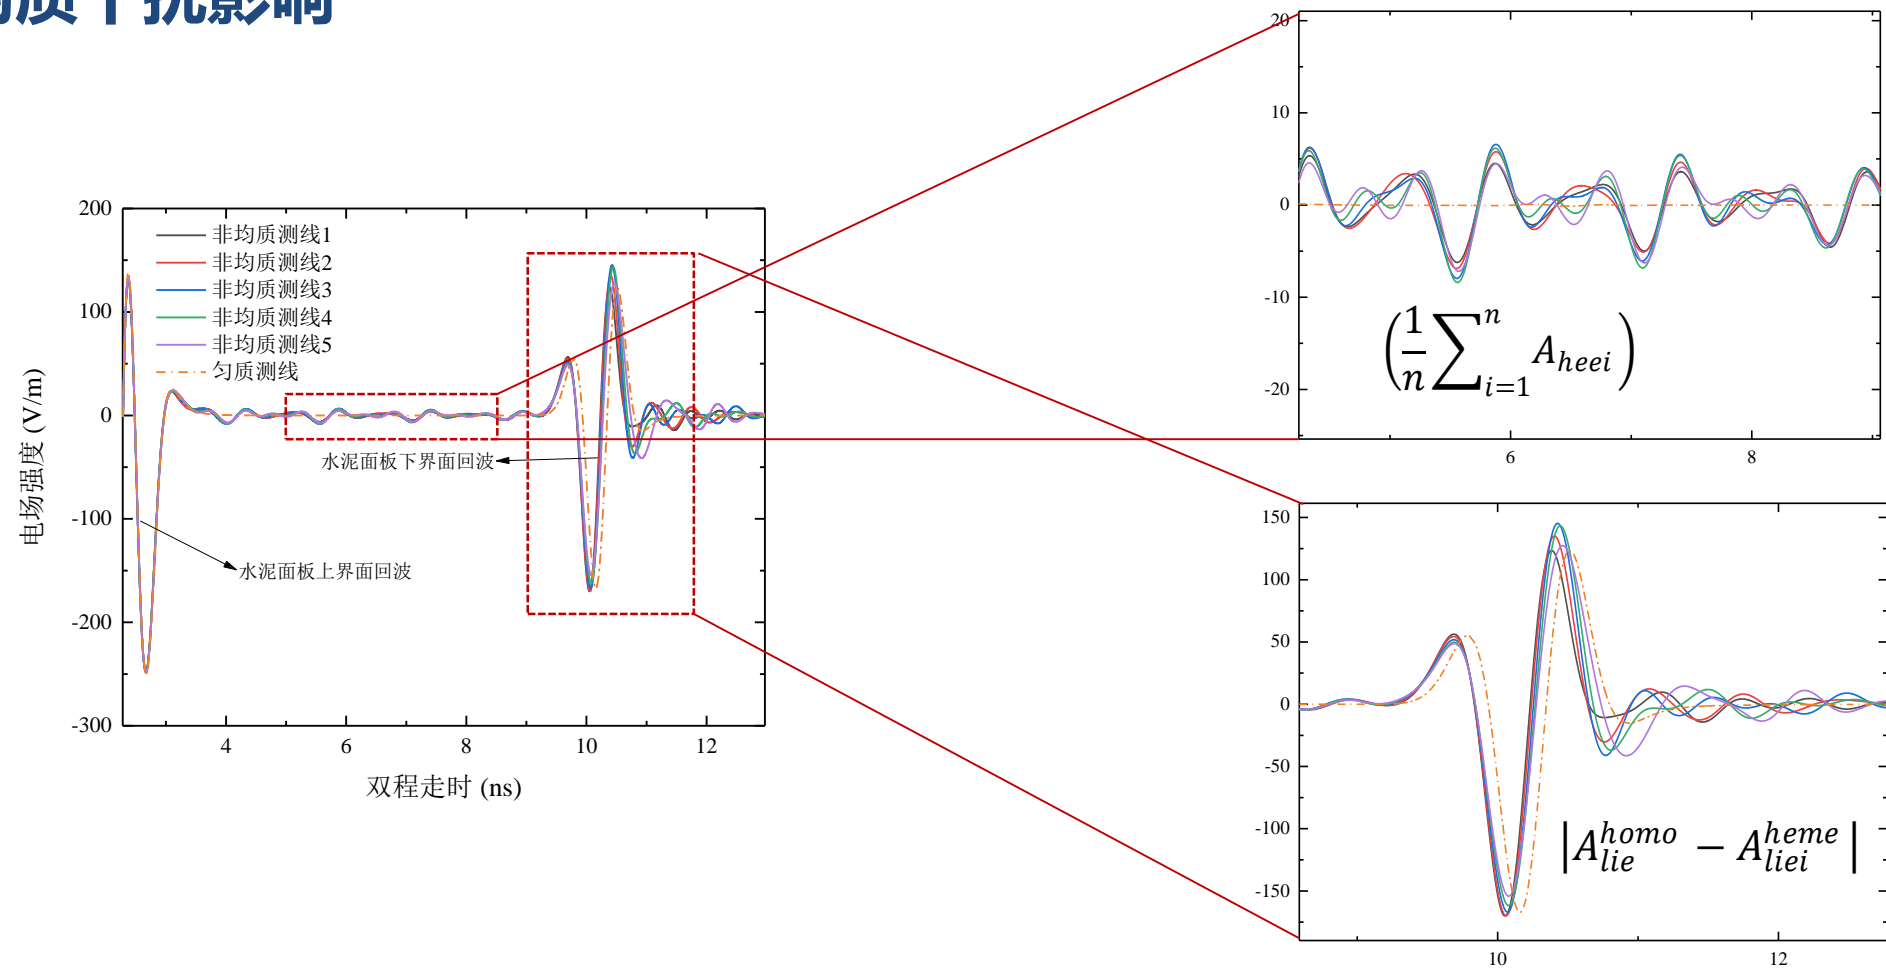 质干扰影响
200
100
0
-100
-200
-300
4
6
8
10
12
电场强度 (V/m)
双程走时 (ns)
非均质测线1
非均质测线2
非均质测线3
非均质测线4
非均质测线5
匀质测线
水泥面板下界面回波
水泥面板上界面回波
20
10
0
-10
-20
6
8
(1/n ∑_{i=1}^{n} A_{heei})
150
100
50
0
-50
-100
-150
10
12
|A_{lie}^{homo} − A_{liei}^{heme}|